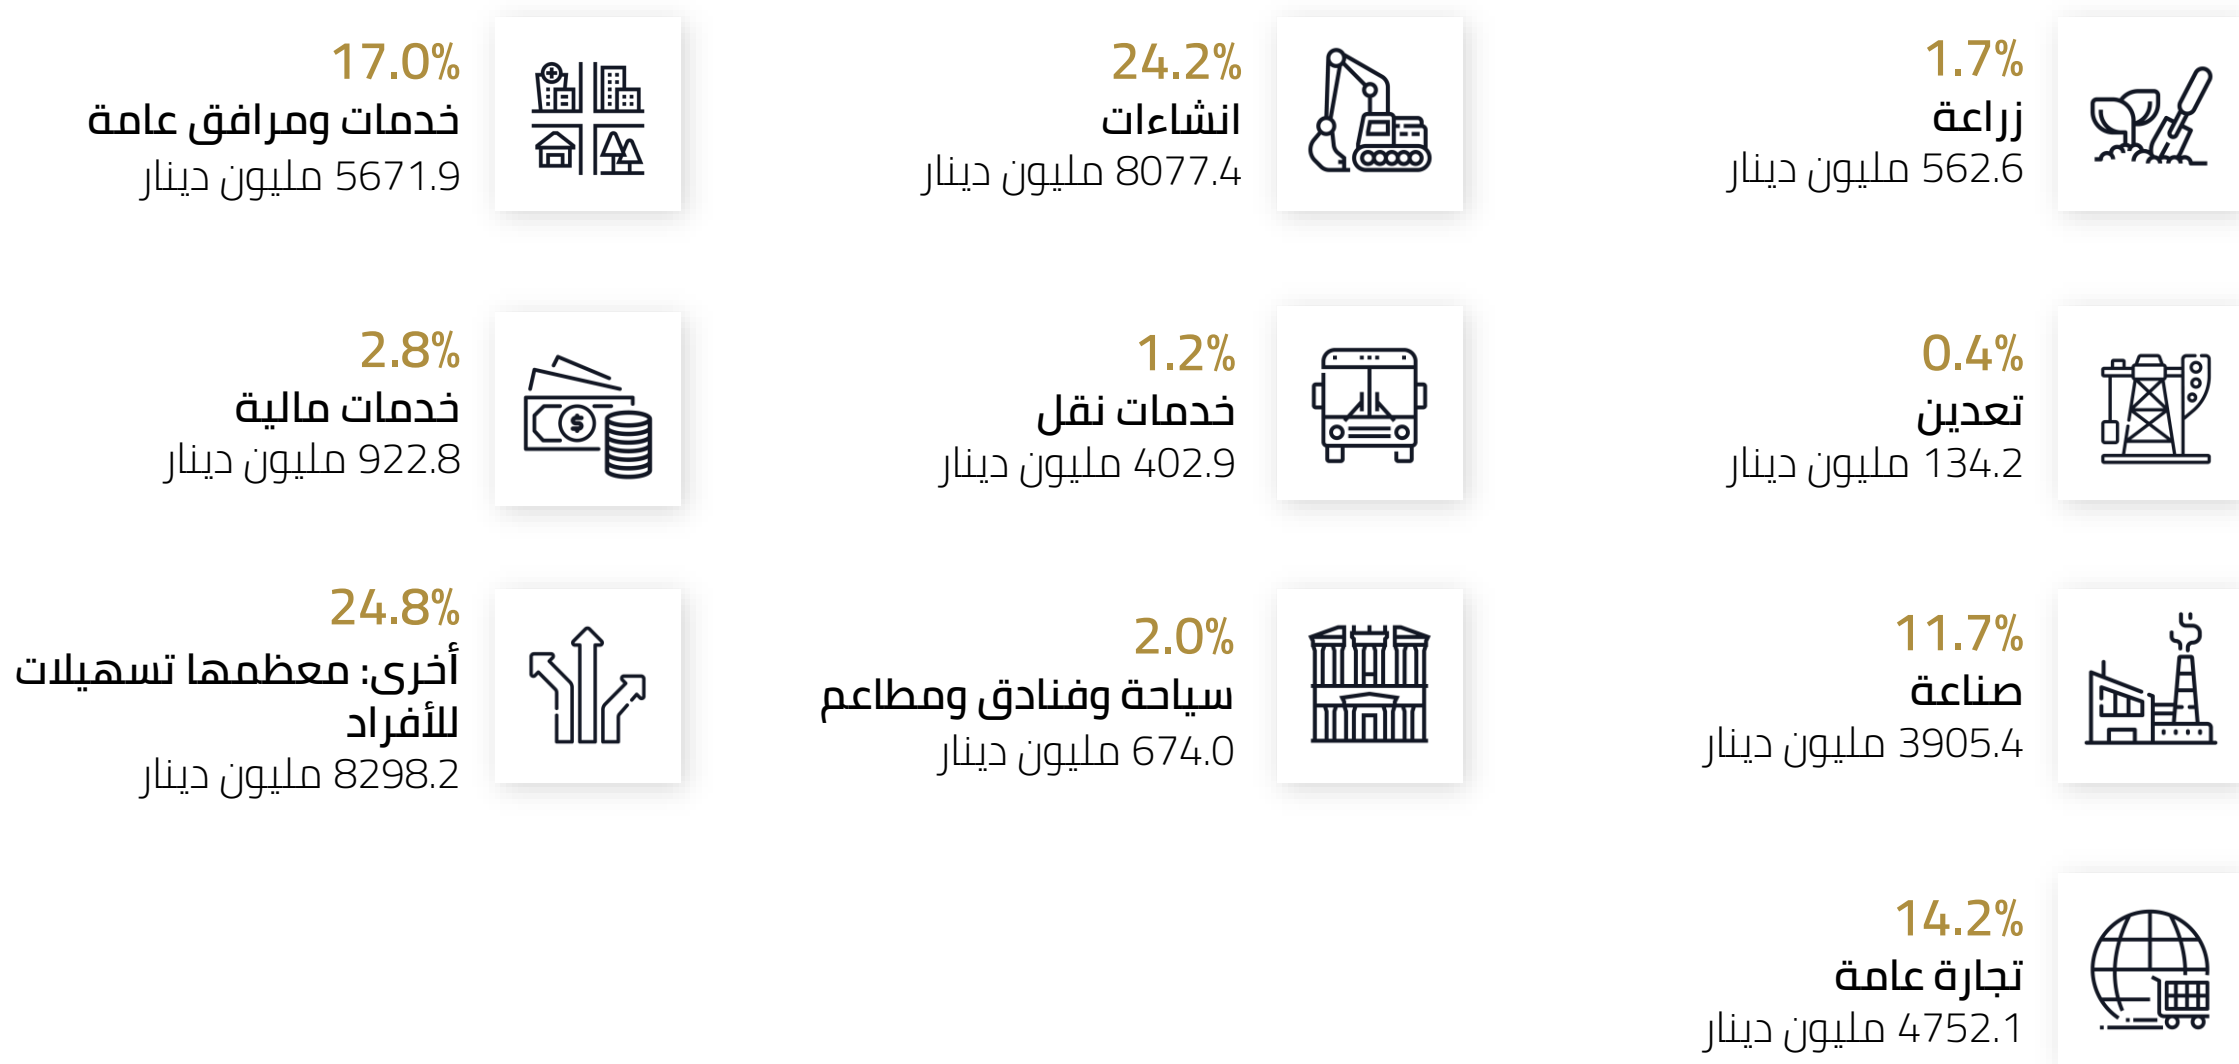 1.7%
زراعة
562.6 مليون دينار
0.4%
تعدين
134.2 مليون دينار
11.7%
صناعة
3905.4 مليون دينار
14.2%
تجارة عامة
4752.1 مليون دينار
24.2%
انشاءات
8077.4 مليون دينار
1.2%
خدمات نقل
402.9 مليون دينار
2.0%
سياحة وفنادق ومطاعم
674.0 مليون دينار
17.0%
خدمات ومرافق عامة
5671.9 مليون دينار
2.8%
خدمات مالية
922.8 مليون دينار
24.8%
أخرى: معظمها تسهيلات
للأفراد
8298.2 مليون دينار